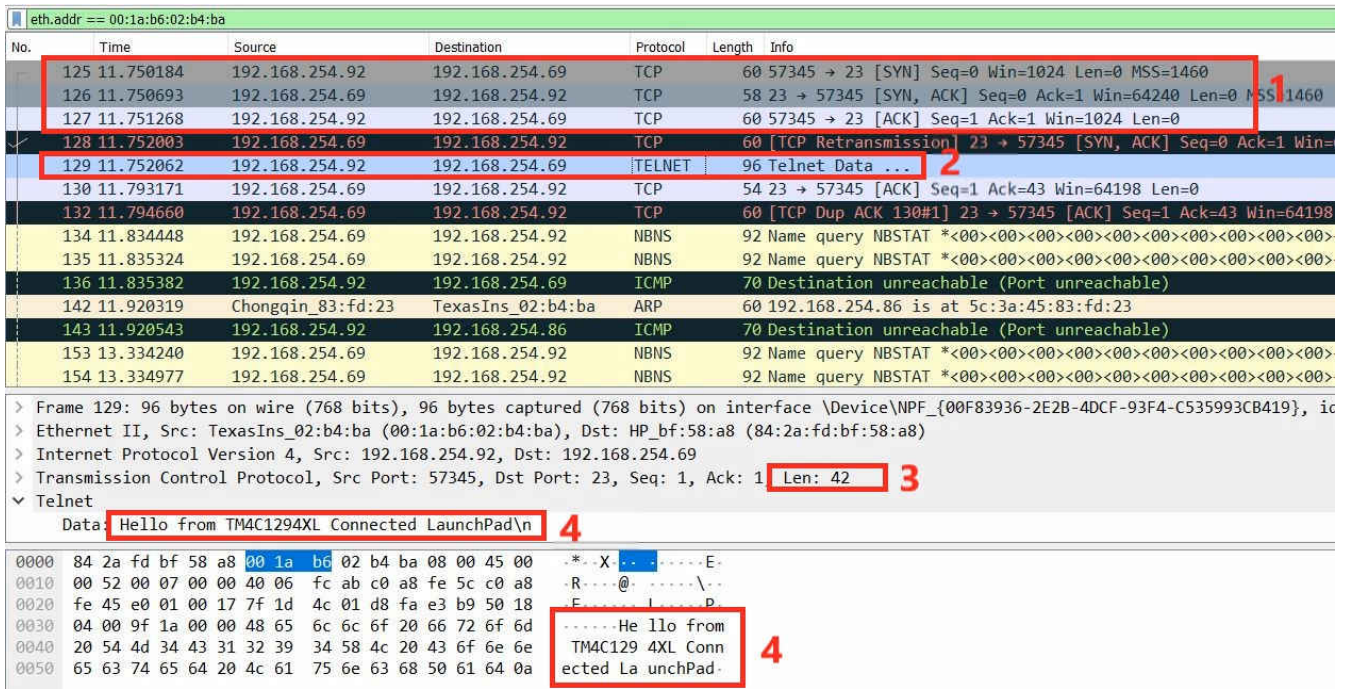 eth.addr == 00:1a:b6:02:b4:ba
No. Time Source Destination Protocol Length Info
125 11.750184 192.168.254.92 192.168.254.69 TCP 60 57345 → 23 [SYN] Seq=0 Win=1024 Len=0 MSS=1460
1
126 11.750693 192.168.254.69 192.168.254.92 TCP 58 23 → 57345 [SYN, ACK] Seq=0 Ack=1 Win=64240 Len=0 MSS=1460
127 11.751268 192.168.254.92 192.168.254.69 TCP 60 57345 → 23 [ACK] Seq=1 Ack=1 Win=1024 Len=0
128 11.752003 192.168.254.69 192.168.254.92 TCP 60 [TCP Retransmission] 23 → 57345 [SYN, ACK] Seq=0 Ack=1 Win=
129 11.752062 192.168.254.92 192.168.254.69 TELNET 96 Telnet Data ...
2
130 11.793171 192.168.254.69 192.168.254.92 TCP 54 23 → 57345 [ACK] Seq=1 Ack=43 Win=64198 Len=0
132 11.794660 192.168.254.69 192.168.254.92 TCP 60 [TCP Dup ACK 130#1] 23 → 57345 [ACK] Seq=1 Ack=43 Win=64198
134 11.834448 192.168.254.69 192.168.254.92 NBNS 92 Name query NBSTAT *<00><00><00><00><00><00><00><00><00><00>
135 11.835324 192.168.254.69 192.168.254.92 NBNS 92 Name query NBSTAT *<00><00><00><00><00><00><00><00><00><00>
136 11.835382 192.168.254.92 192.168.254.69 ICMP 70 Destination unreachable (Port unreachable)
142 11.920319 Chongqin_83:fd:23 TexasIns_02:b4:ba ARP 60 192.168.254.86 is at 5c:3a:45:83:fd:23
143 11.920543 192.168.254.92 192.168.254.86 ICMP 70 Destination unreachable (Port unreachable)
153 13.334240 192.168.254.69 192.168.254.92 NBNS 92 Name query NBSTAT *<00><00><00><00><00><00><00><00><00><00>
154 13.334977 192.168.254.69 192.168.254.92 NBNS 92 Name query NBSTAT *<00><00><00><00><00><00><00><00><00><00>
> Frame 129: 96 bytes on wire (768 bits), 96 bytes captured (768 bits) on interface \Device\NPF_{00F83936-2E2B-4DCF-93F4-C535993CB419}, id
> Ethernet II, Src: TexasIns_02:b4:ba (00:1a:b6:02:b4:ba), Dst: HP_bf:58:a8 (84:2a:fd:bf:58:a8)
> Internet Protocol Version 4, Src: 192.168.254.92, Dst: 192.168.254.69
> Transmission Control Protocol, Src Port: 57345, Dst Port: 23, Seq: 1, Ack: 1, Len: 42
3
Telnet
Data: Hello from TM4C1294XL Connected LaunchPad\n
4
0000 84 2a fd bf 58 a8 00 1a b6 02 b4 ba 08 00 45 00 ·*··X··· ······E·
0010 00 52 00 07 00 00 40 06 fc ab c0 a8 fe 5c c0 a8 ·R····@· ·····\··
0020 fe 45 e0 01 00 17 7f 1d 4c 01 d8 fa e3 b9 50 18 ·E······ L·····P·
0030 04 00 9f 1a 00 00 48 65 6c 6c 6f 20 66 72 6f 6d ······He llo from
0040 20 54 4d 34 43 31 32 39 34 58 4c 20 43 6f 6e 6e TM4C129 4XL Conn
4
0050 65 63 74 65 64 20 4c 61 75 6e 63 68 50 61 64 0a ected La unchPad·